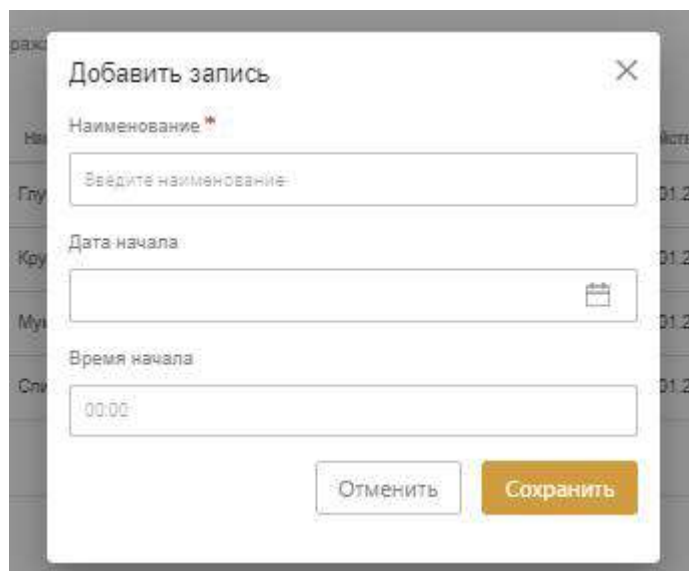 Добавить запись
Наименование *
Введите наименование
Дата начала
Время начала
00:00
Отменить
Сохранить